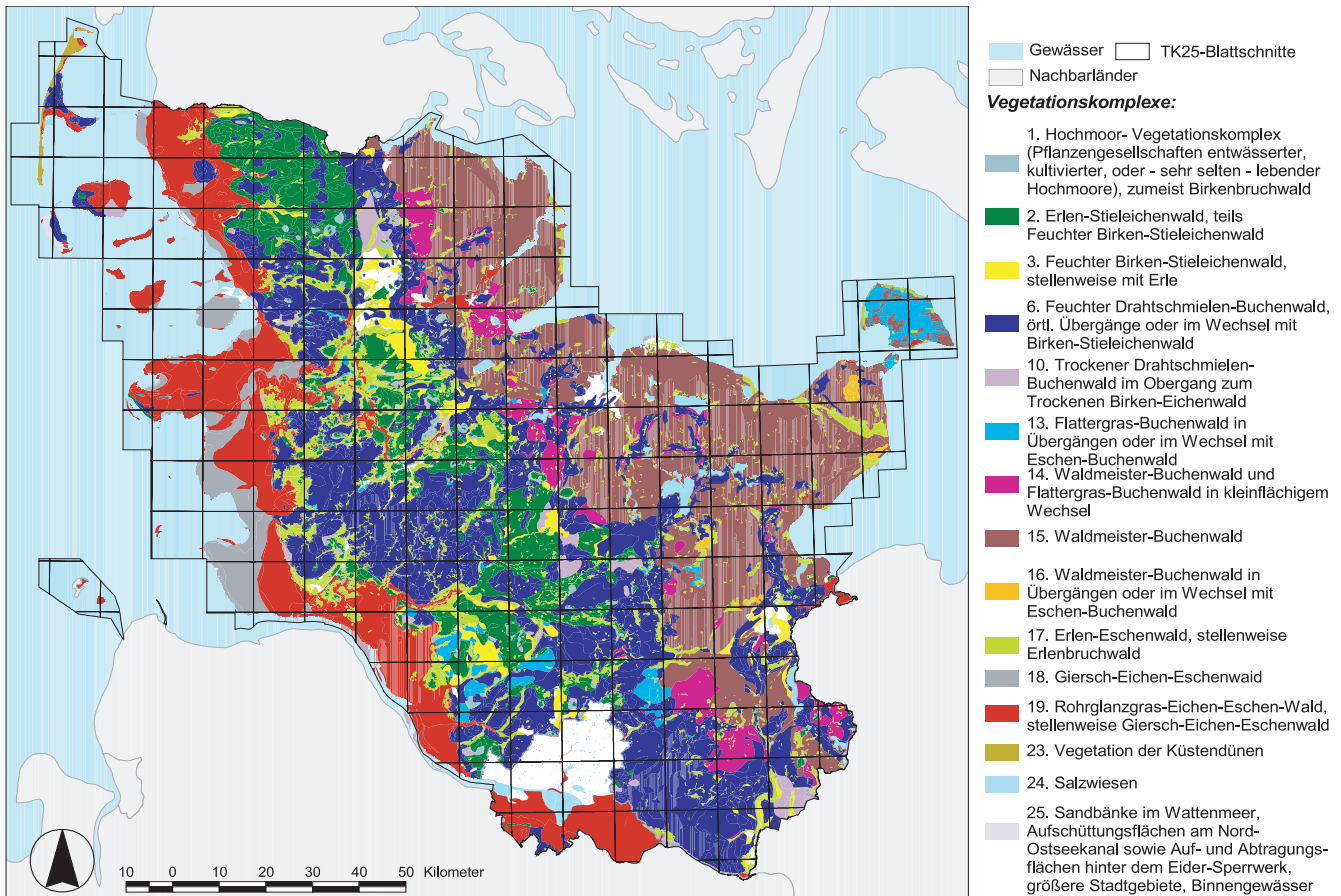 Gewässer
TK25-Blattschnitte
Nachbarländer
Vegetationskomplexe:
1. Hochmoor- Vegetationskomplex
(Pflanzengesellschaften entwässerter,
kultivierter, oder - sehr selten - lebender
Hochmoore), zumeist Birkenbruchwald
2. Erlen-Stieleichenwald, teils
Feuchter Birken-Stieleichenwald
3. Feuchter Birken-Stieleichenwald,
stellenweise mit Erle
6. Feuchter Drahtschmielen-Buchenwald,
örtl. Übergänge oder im Wechsel mit
Birken-Stieleichenwald
10. Trockener Drahtschmielen-
Buchenwald im Obergang zum
Trockenen Birken-Eichenwald
13. Flattergras-Buchenwald in
Übergängen oder im Wechsel mit
Eschen-Buchenwald
14. Waldmeister-Buchenwald und
Flattergras-Buchenwald in kleinflächigem
Wechsel
15. Waldmeister-Buchenwald
16. Waldmeister-Buchenwald in
Übergängen oder im Wechsel mit
Eschen-Buchenwald
17. Erlen-Eschenwald, stellenweise
Erlenbruchwald
18. Giersch-Eichen-Eschenwaid
19. Rohrglanzgras-Eichen-Eschen-Wald,
stellenweise Giersch-Eichen-Eschenwald
23. Vegetation der Küstendünen
24. Salzwiesen
25. Sandbänke im Wattenmeer,
Aufschüttungsflächen am Nord-
Ostseekanal sowie Auf- und Abtragungs-
flächen hinter dem Eider-Sperrwerk,
größere Stadtgebiete, Binnengewässer
10 0 10 20 30 40 50 Kilometer